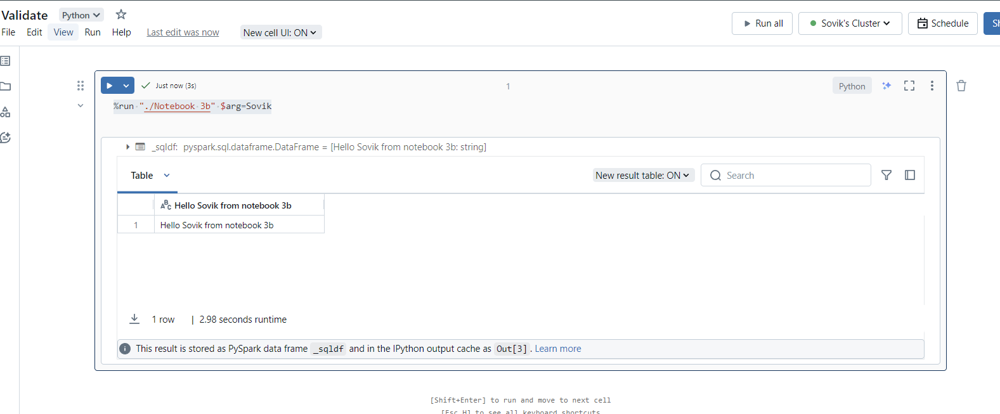 Validate Python
File Edit View Run Help Last edit was now New cell UI: ON
Run all Sovik's Cluster Schedule
Just now (3s) 1 Python
%run "./Notebook 3b" $arg=Sovik
_sqldf: pyspark.sql.dataframe.DataFrame = [Hello Sovik from notebook 3b: string]
Table New result table: ON Search
ABC Hello Sovik from notebook 3b
1 Hello Sovik from notebook 3b
1 row | 2.98 seconds runtime
This result is stored as PySpark data frame _sqldf and in the IPython output cache as Out[3]. Learn more
[Shift+Enter] to run and move to next cell
[Esc H] to see all keyboard shortcuts